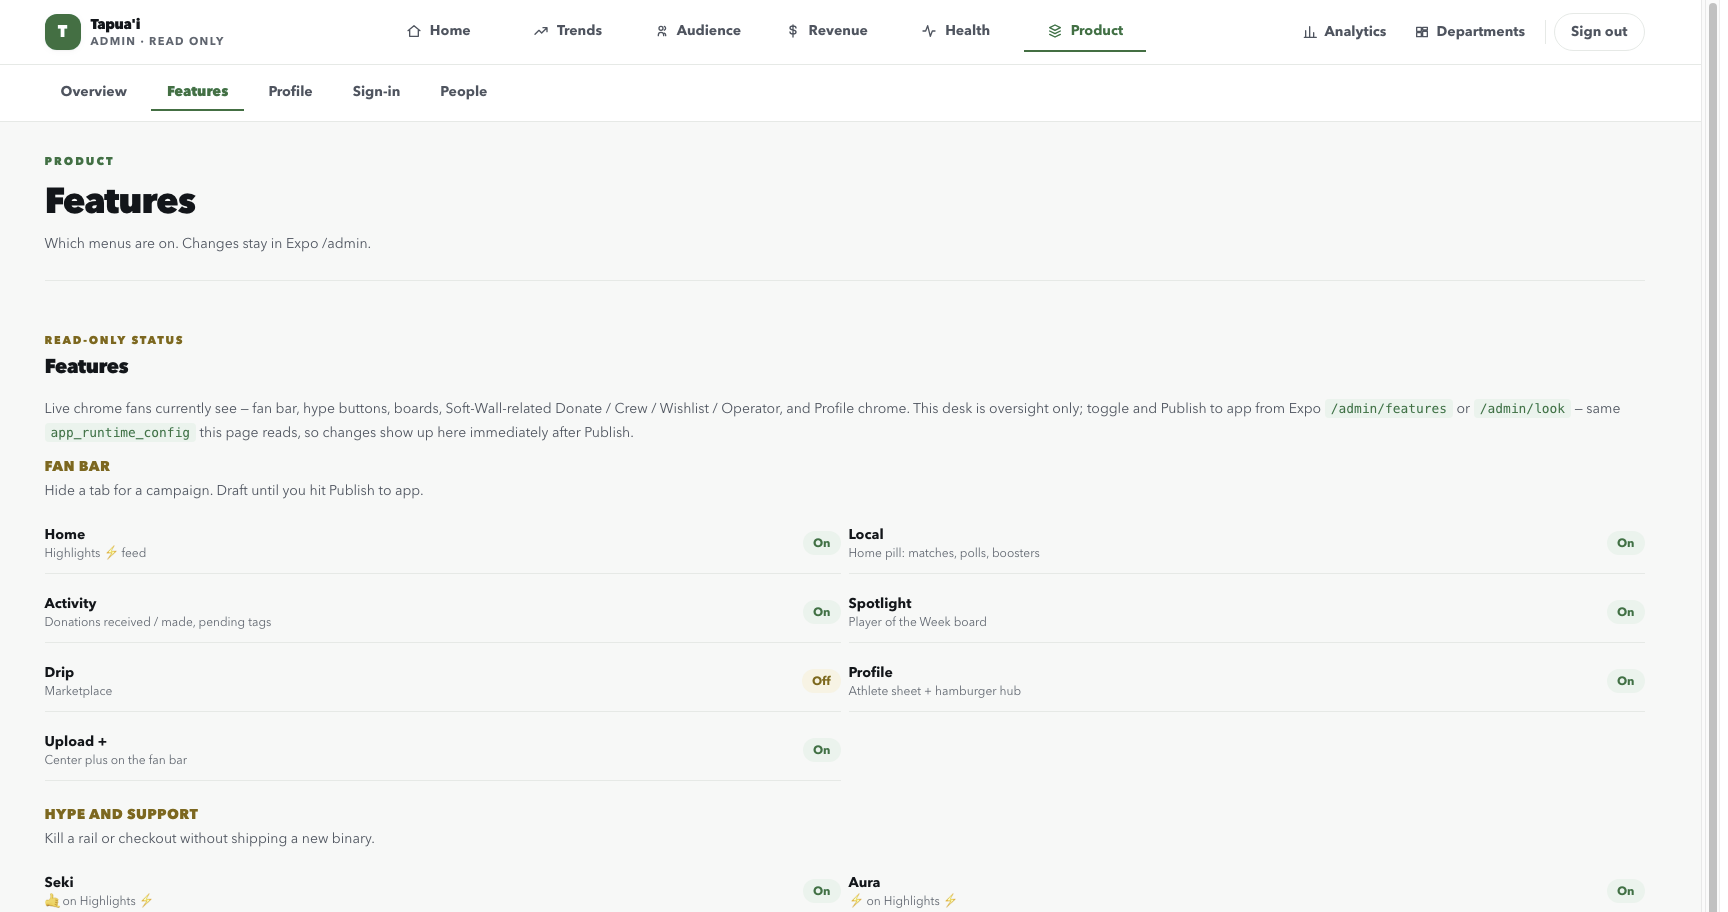 T
Tapua'i
ADMIN · READ ONLY
Home
Trends
Audience
Revenue
Health
Product
Analytics
Departments
Sign out
Overview
Features
Profile
Sign-in
People
PRODUCT
Features
Which menus are on. Changes stay in Expo /admin.
READ-ONLY STATUS
Features
Live chrome fans currently see — fan bar, hype buttons, boards, Soft-Wall-related Donate / Crew / Wishlist / Operator, and Profile chrome. This desk is oversight only; toggle and Publish to app from Expo /admin/features or /admin/look — same
app_runtime_config this page reads, so changes show up here immediately after Publish.
FAN BAR
Hide a tab for a campaign. Draft until you hit Publish to app.
Home
Highlights ⚡ feed
On
Local
Home pill: matches, polls, boosters
On
Activity
Donations received / made, pending tags
On
Spotlight
Player of the Week board
On
Drip
Marketplace
Off
Profile
Athlete sheet + hamburger hub
On
Upload +
Center plus on the fan bar
On
HYPE AND SUPPORT
Kill a rail or checkout without shipping a new binary.
Seki
🤙 on Highlights ⚡
On
Aura
⚡ on Highlights ⚡
On